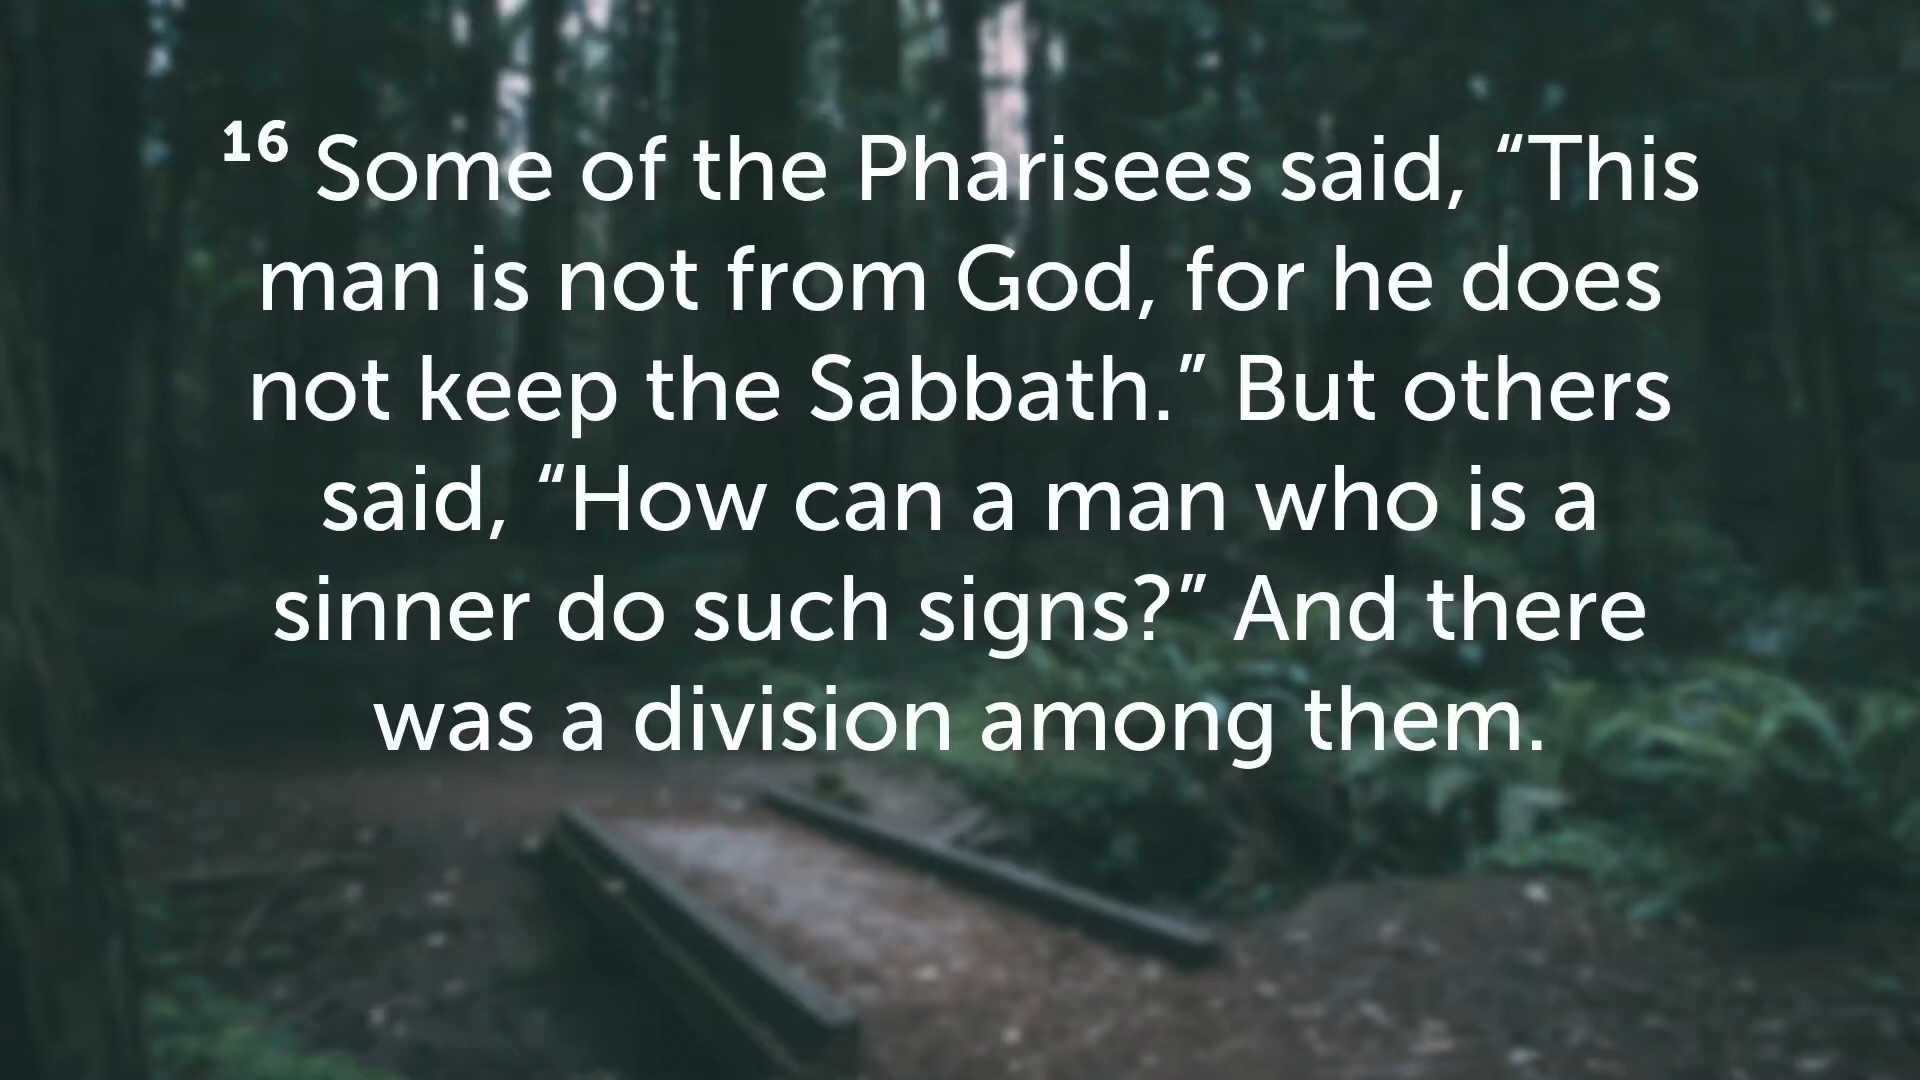 16 Some of the Pharisees said, “This
man is not from God, for he does
not keep the Sabbath.” But others
said, “How can a man who is a
sinner do such signs?” And there
was a division among them.